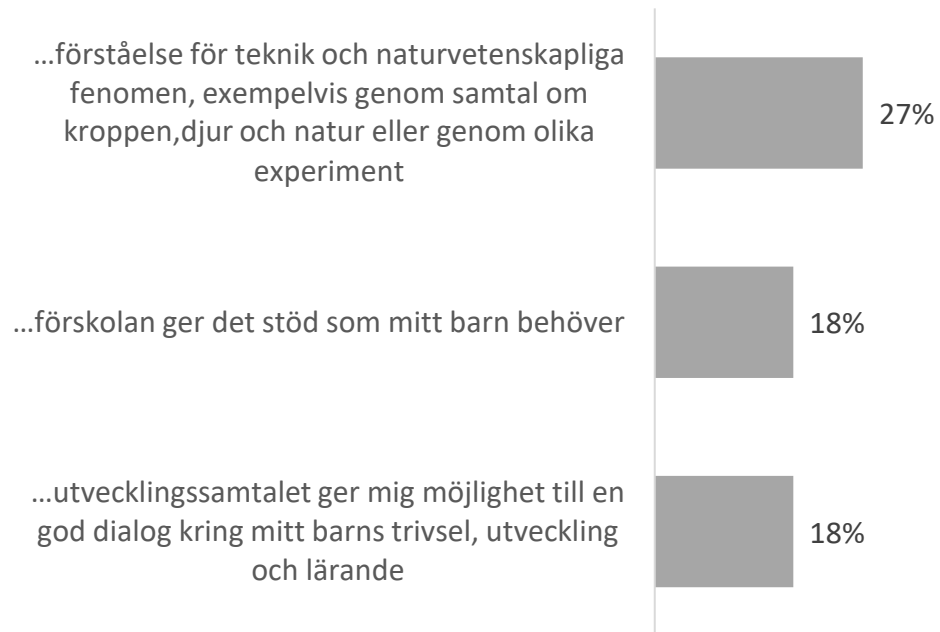 ...förståelse för teknik och naturvetenskapliga
fenomen, exempelvis genom samtal om
kroppen,djur och natur eller genom olika
experiment
27%
...förskolan ger det stöd som mitt barn behöver
18%
...utvecklingssamtalet ger mig möjlighet till en
god dialog kring mitt barns trivsel, utveckling
och lärande
18%